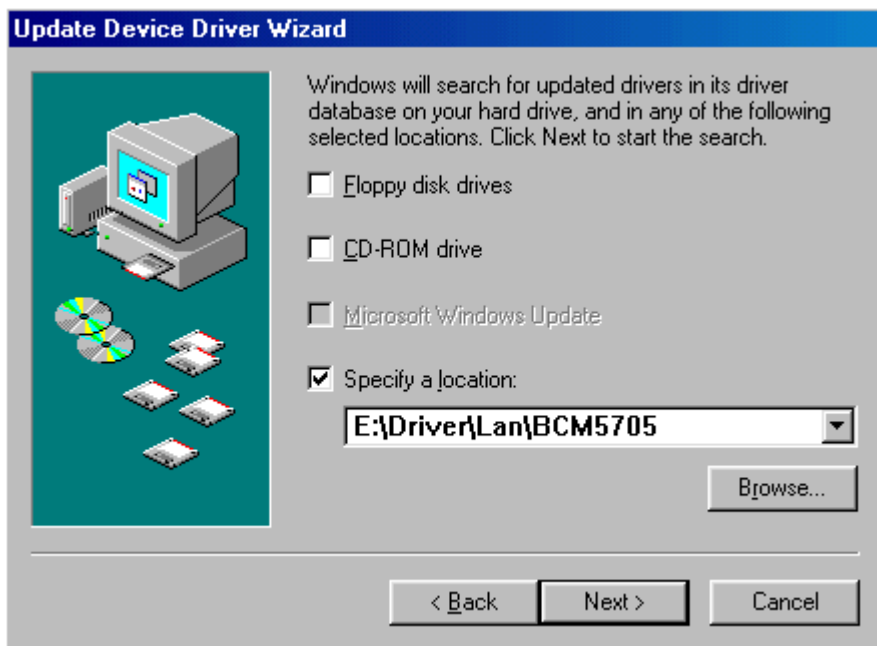 Update Device Driver Wizard
Windows will search for updated drivers in its driver
database on your hard drive, and in any of the following
selected locations. Click Next to start the search.
Floppy disk drives
CD-ROM drive
Microsoft Windows Update
Specify a location:
E:\Driver\Lan\BCM5705
Browse...
< Back
Next >
Cancel